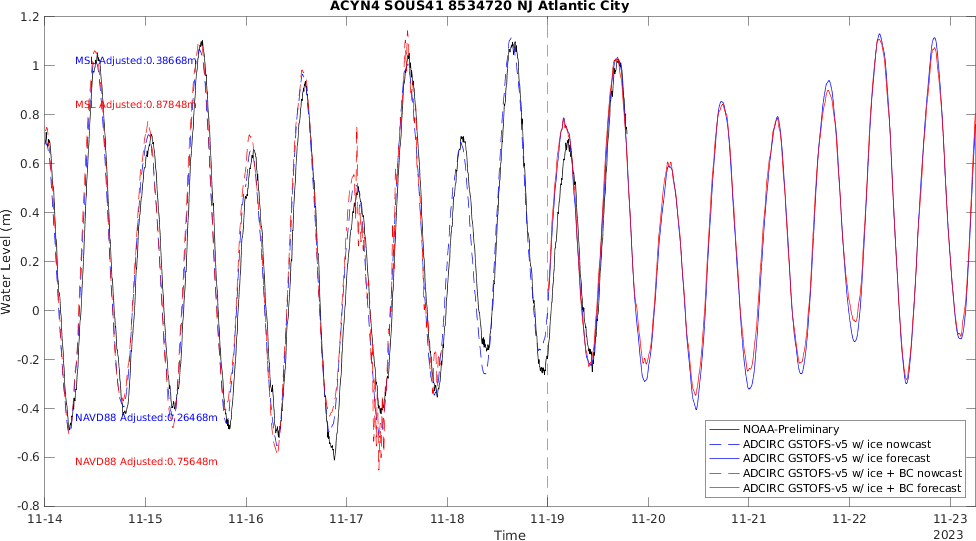 ACYN4 SOUS41 8534720 NJ Atlantic City
1.2
1
0.8
0.6
0.4
0.2
0
-0.2
-0.4
-0.6
-0.8
Water Level (m)
MSL Adjusted:0.38668m
MSL Adjusted:0.87848m
NAVD88 Adjusted:0.26468m
NAVD88 Adjusted:0.75648m
NOAA-Preliminary
ADCIRC GSTOFS-v5 w/ ice nowcast
ADCIRC GSTOFS-v5 w/ ice forecast
ADCIRC GSTOFS-v5 w/ ice + BC nowcast
ADCIRC GSTOFS-v5 w/ ice + BC forecast
11-14 11-15 11-16 11-17 11-18 11-19 11-20 11-21 11-22 11-23
Time
2023